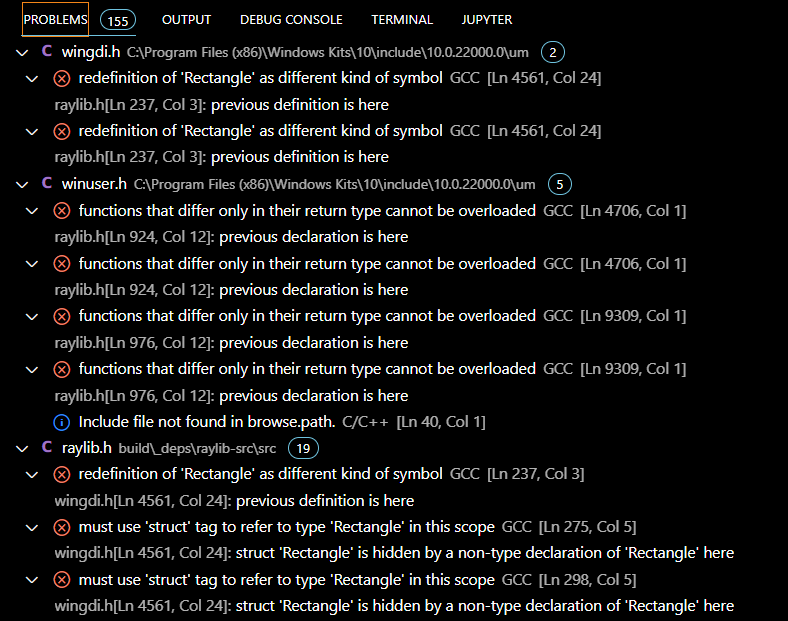 PROBLEMS 155 OUTPUT DEBUG CONSOLE TERMINAL JUPYTER
C wingdi.h C:\Program Files (x86)\Windows Kits\10\include\10.0.22000.0\um 2
redefinition of 'Rectangle' as different kind of symbol GCC [Ln 4561, Col 24]
raylib.h[Ln 237, Col 3]: previous definition is here
redefinition of 'Rectangle' as different kind of symbol GCC [Ln 4561, Col 24]
raylib.h[Ln 237, Col 3]: previous definition is here
C winuser.h C:\Program Files (x86)\Windows Kits\10\include\10.0.22000.0\um 5
functions that differ only in their return type cannot be overloaded GCC [Ln 4706, Col 1]
raylib.h[Ln 924, Col 12]: previous declaration is here
functions that differ only in their return type cannot be overloaded GCC [Ln 4706, Col 1]
raylib.h[Ln 924, Col 12]: previous declaration is here
functions that differ only in their return type cannot be overloaded GCC [Ln 9309, Col 1]
raylib.h[Ln 976, Col 12]: previous declaration is here
functions that differ only in their return type cannot be overloaded GCC [Ln 9309, Col 1]
raylib.h[Ln 976, Col 12]: previous declaration is here
Include file not found in browse.path. C/C++ [Ln 40, Col 1]
C raylib.h build\_deps\raylib-src\src 19
redefinition of 'Rectangle' as different kind of symbol GCC [Ln 237, Col 3]
wingdi.h[Ln 4561, Col 24]: previous definition is here
must use 'struct' tag to refer to type 'Rectangle' in this scope GCC [Ln 275, Col 5]
wingdi.h[Ln 4561, Col 24]: struct 'Rectangle' is hidden by a non-type declaration of 'Rectangle' here
must use 'struct' tag to refer to type 'Rectangle' in this scope GCC [Ln 298, Col 5]
wingdi.h[Ln 4561, Col 24]: struct 'Rectangle' is hidden by a non-type declaration of 'Rectangle' here